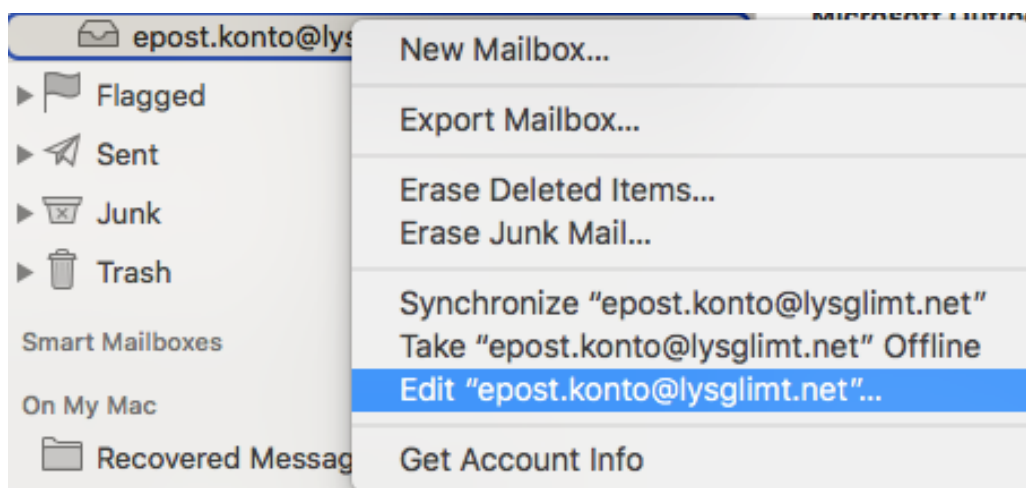 epost.konto@lys
Flagged
Sent
Junk
Trash
Smart Mailboxes
On My Mac
Recovered Messag
Microsoft Outlo
New Mailbox...
Export Mailbox...
Erase Deleted Items...
Erase Junk Mail...
Synchronize “epost.konto@lysglimt.net”
Take “epost.konto@lysglimt.net” Offline
Edit “epost.konto@lysglimt.net”...
Get Account Info